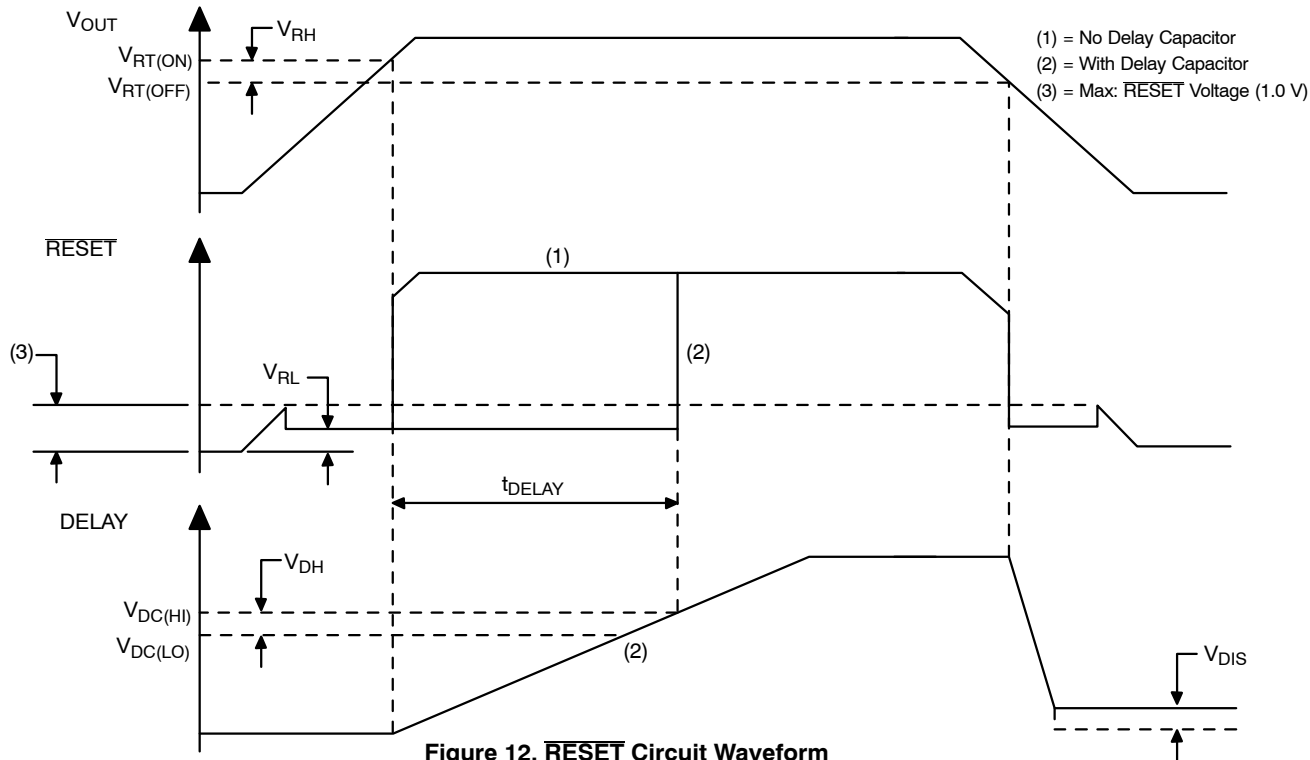 VOUT
VRH
VRT(ON)
VRT(OFF)
(1) = No Delay Capacitor
(2) = With Delay Capacitor
(3) = Max: RESET Voltage (1.0 V)
RESET
(1)
(3)
(2)
VRL
tDELAY
DELAY
VDH
VDC(HI)
VDC(LO)
(2)
VDIS
Figure 12. RESET Circuit Waveform